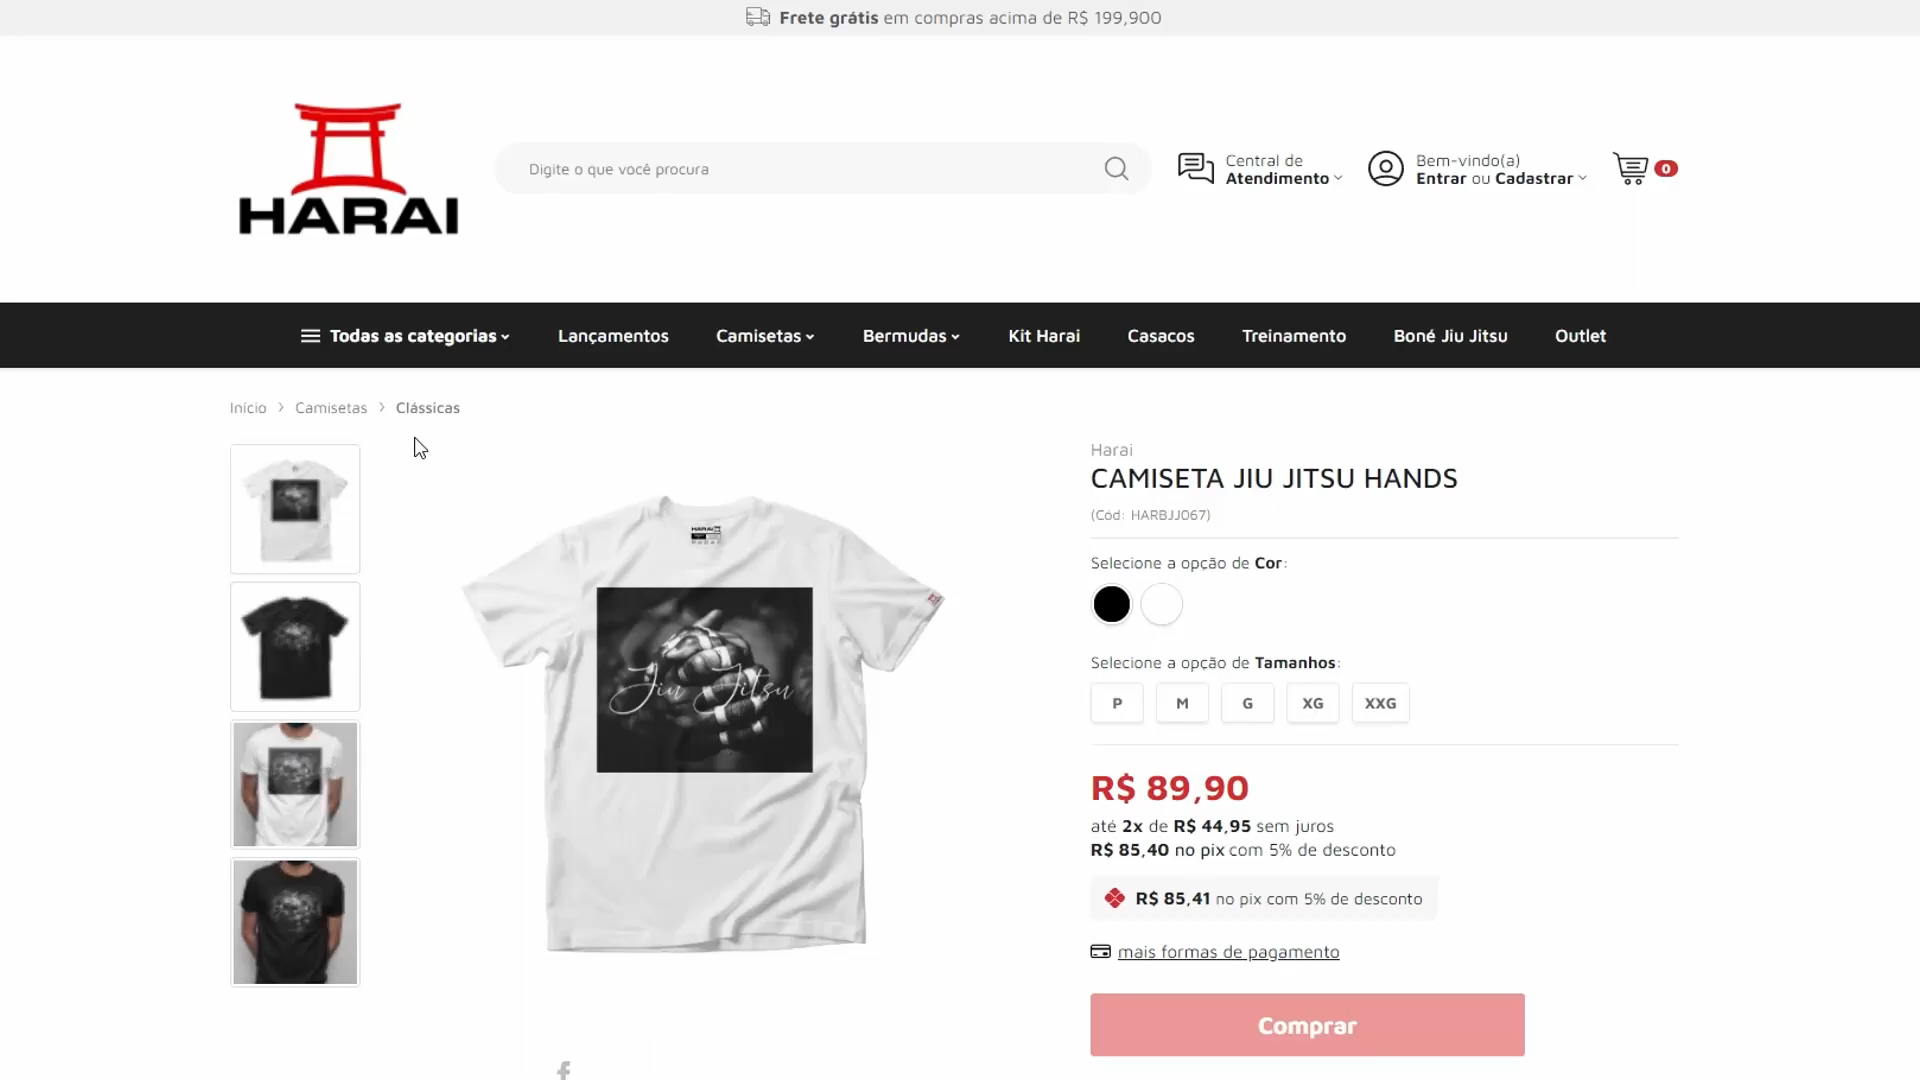 Frete grátis em compras acima de R$ 199,900
HARAI
Digite o que você procura
Central de
Atendimento
Bem-vindo(a)
Entrar ou Cadastrar
0
Todas as categorias
Lançamentos
Camisetas
Bermudas
Kit Harai
Casacos
Treinamento
Boné Jiu Jitsu
Outlet
Início > Camisetas > Clássicas
HARAI
Jiu Jitsu
Harai
CAMISETA JIU JITSU HANDS
(Cód: HARBJJ067)
Selecione a opção de Cor:
Selecione a opção de Tamanhos:
P M G XG XXG
R$ 89,90
até 2x de R$ 44,95 sem juros
R$ 85,40 no pix com 5% de desconto
R$ 85,41 no pix com 5% de desconto
mais formas de pagamento
Comprar